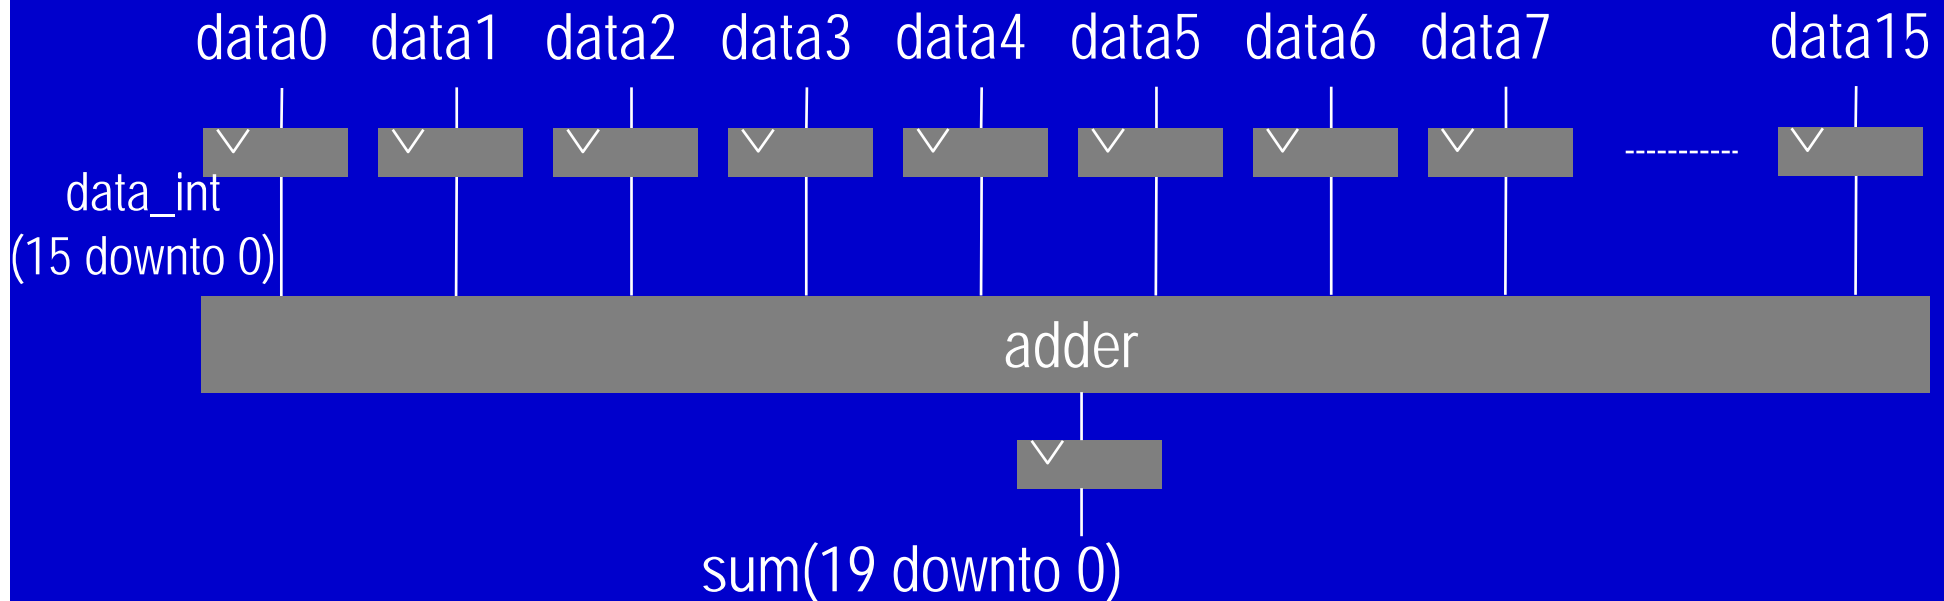 data0 data1 data2 data3 data4 data5 data6 data7 data15
data_int
(15 downto 0)
adder
sum(19 downto 0)